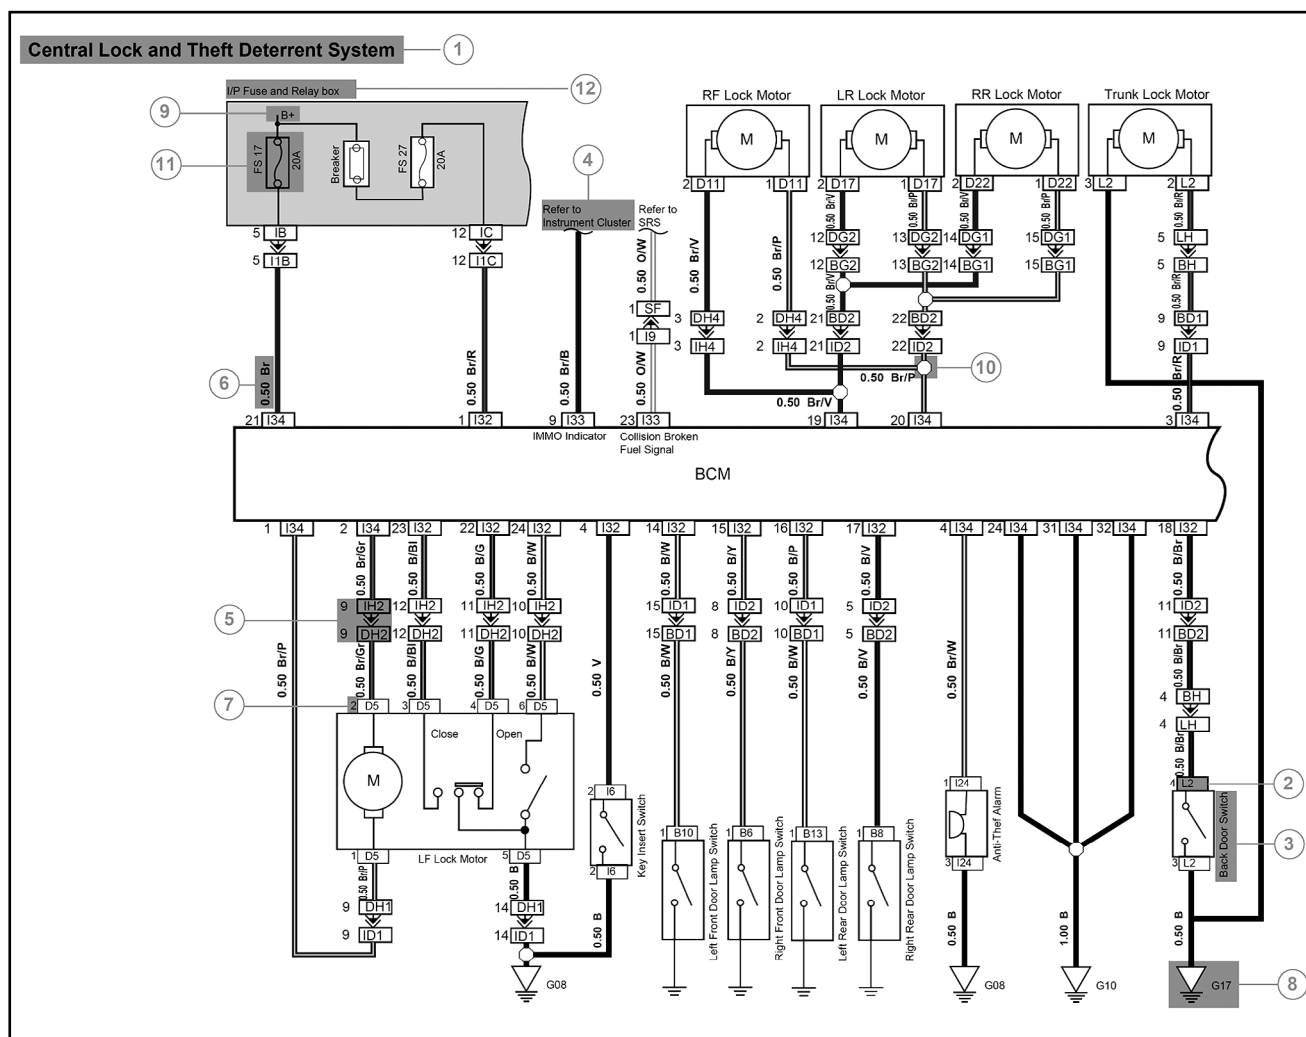 Central Lock and Theft Deterrent System
1
I/P Fuse and Relay box
12
9
B+
11
FS 17
20A
Breaker
FS 27
20A
4
Refer to
Instrument Cluster
Refer to
SRS
RF Lock Motor
LR Lock Motor
RR Lock Motor
Trunk Lock Motor
M
M
M
2 D11
1 D11
2 D17
1 D17
2 D22
1 D22
3 L2
M
2 L2
5 IB
12 IC
5 I1B
12 I1C
0.50 O/W
0.50 Br/V
0.50 Br/P
0.50 Br/V
0.50 Br/P
0.50 Br/V
0.50 Br/P
0.50 Br/R
12 DG2
13 DG2
14 DG1
15 DG1
5 LH
12 BG2
13 BG2
14 BG1
15 BG1
5 BH
0.50 Br/V
0.50 Br/R
1 SF
1 I9
3 DH4
2 DH4
21 BD2
22 BD2
9 BD1
3 IH4
2 IH4
21 ID2
22 ID2
9 ID1
10
6
0.50 Br
0.50 Br/R
0.50 Br/B
0.50 O/W
0.50 Br/P
0.50 Br/V
0.50 Br/R
21 I34
1 I32
9 I33
23 I33
19 I34
20 I34
3 I34
IMMO Indicator
Collision Broken
Fuel Signal
BCM
1 I34
2 I34
23 I32
22 I32
24 I32
4 I32
14 I32
15 I32
16 I32
17 I32
4 I34
24 I34
31 I34
32 I34
18 I32
0.50 Br/Gr
0.50 B/Bl
0.50 B/G
0.50 B/W
0.50 B/W
0.50 B/Y
0.50 B/P
0.50 B/V
0.50 B/Br
5
9 IH2
12 IH2
11 IH2
10 IH2
15 ID1
8 ID2
10 ID1
5 ID2
11 ID2
9 DH2
12 DH2
11 DH2
10 DH2
15 BD1
8 BD2
10 BD1
5 BD2
11 BD2
0.50 Br/P
0.50 Br/Gr
0.50 B/Bl
0.50 B/G
0.50 B/W
0.50 V
0.50 B/W
0.50 B/Y
0.50 B/W
0.50 B/V
0.50 Br/W
0.50 B/Br
4 BH
4 LH
0.50 B/Br
7
2 D5
3 D5
4 D5
6 D5
Close
Open
M
2 I6
Key Insert Switch
2 I6
1 I24
Anti-Thef Alarm
3 I24
4 L2
2
Back Door Switch
3
3 L2
1 B10
1 B6
1 B13
1 B8
Left Front Door Lamp Switch
Right Front Door Lamp Switch
Left Rear Door Lamp Switch
Right Rear Door Lamp Switch
1 D5
LF Lock Motor
5 D5
0.50 Br/P
0.50 B
9 DH1
14 DH1
9 ID1
14 ID1
0.50 B
0.50 B
1.00 B
0.50 B
G08
G08
G10
G17
8